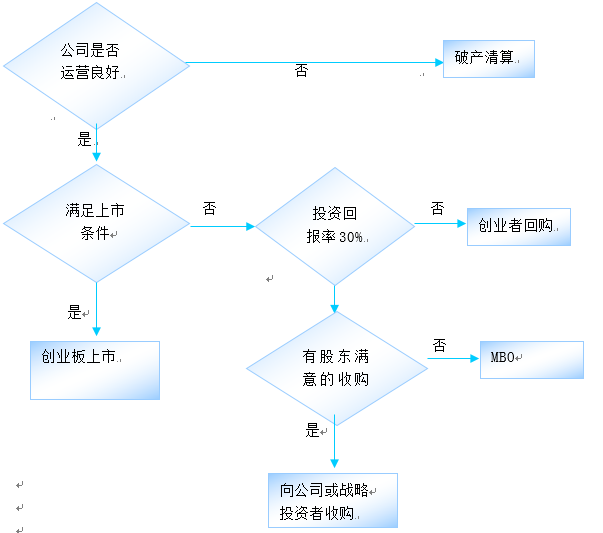 公司是否
运营良好
否
破产清算
是
满足上市
条件
否
投资回
报率30%
否
创业者回购
是
创业板上市
有股东满
意的收购
否
MBO
是
向公司或战略
投资者收购